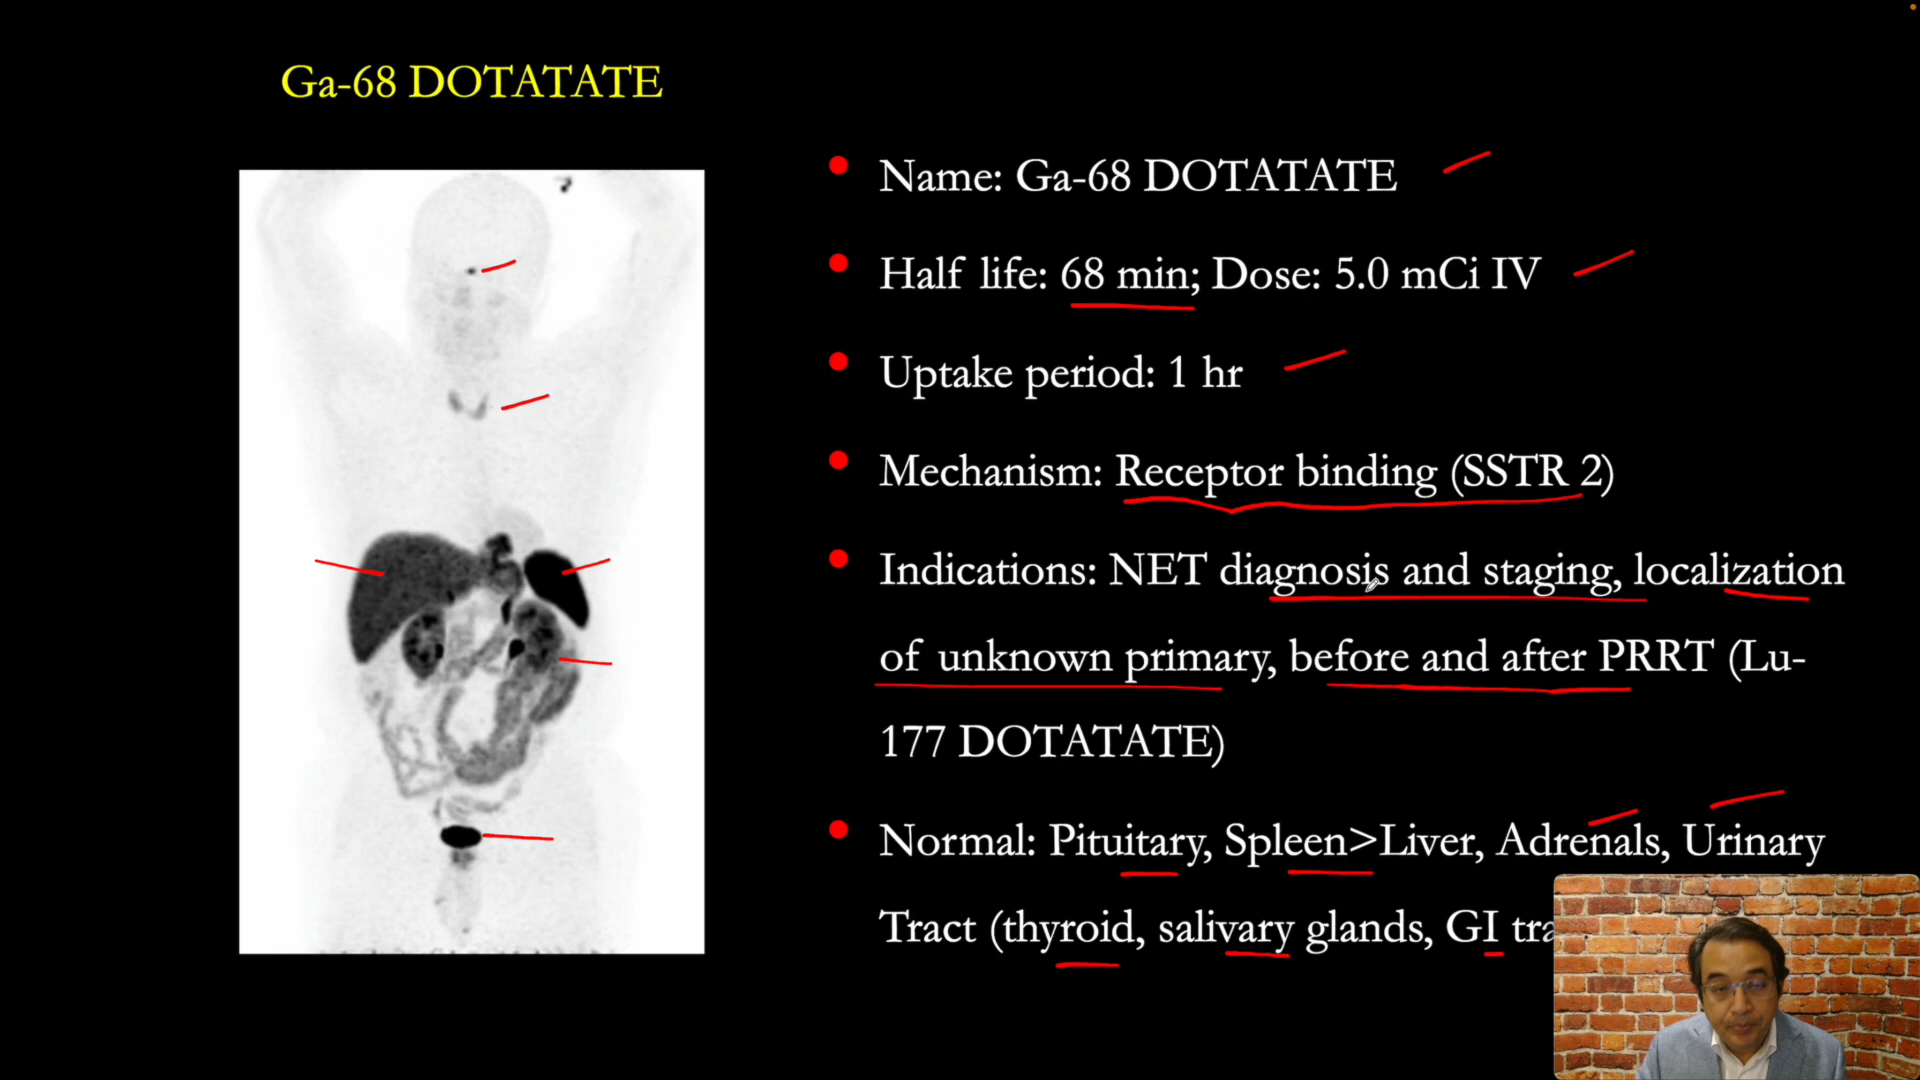 Ga-68 DOTATATE
Name: Ga-68 DOTATATE
Half life: 68 min; Dose: 5.0 mCi IV
Uptake period: 1 hr
Mechanism: Receptor binding (SSTR 2)
Indications: NET diagnosis and staging, localization
of unknown primary, before and after PRRT (Lu-
177 DOTATATE)
Normal: Pituitary, Spleen>Liver, Adrenals, Urinary
Tract (thyroid, salivary glands, GI